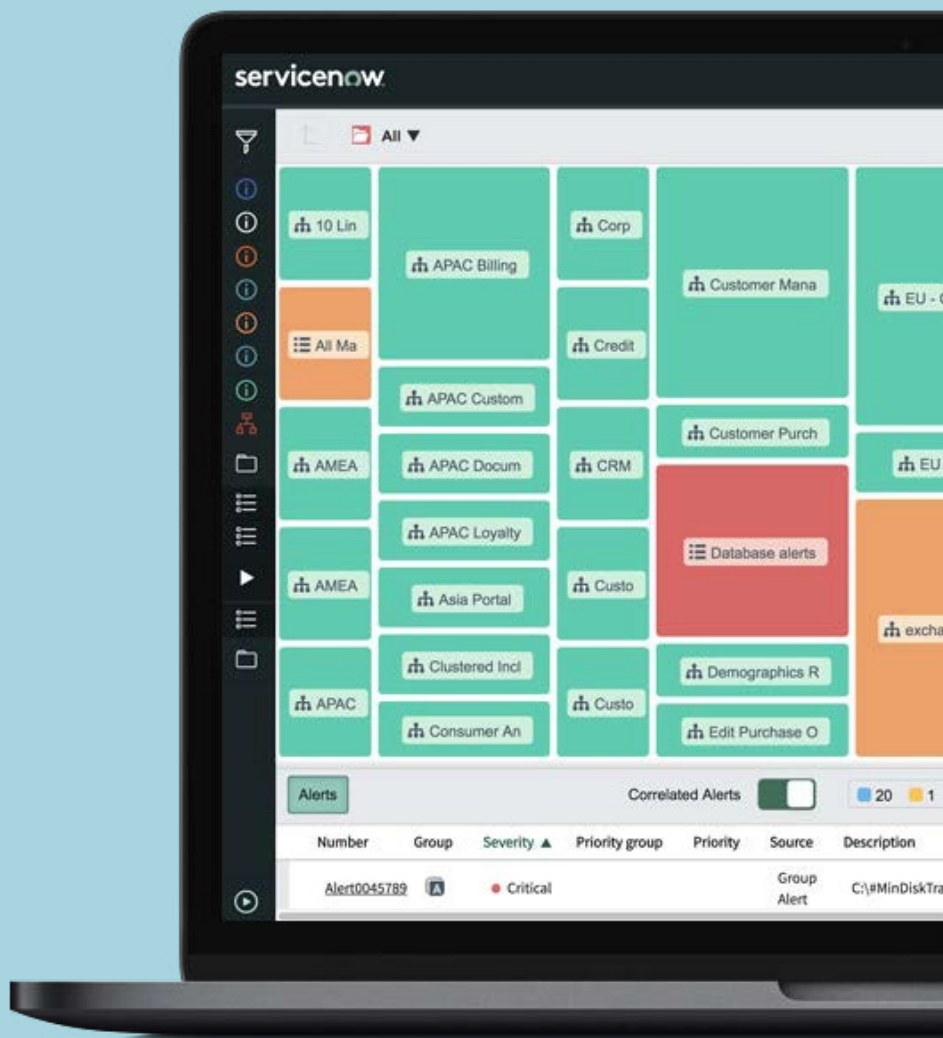 servicenow
All ▼
10 Lin
APAC Billing
Corp
Customer Mana
EU - C
All Ma
Credit
APAC Custom
Customer Purch
AMEA
APAC Docum
CRM
EU
APAC Loyalty
Database alerts
AMEA
Asia Portal
Custo
excha
Clustered Incl
Demographics R
APAC
Custo
Consumer An
Edit Purchase O
Alerts
Correlated Alerts
20 1
Number Group Severity ▲ Priority group Priority Source Description
Alert0045789 A Critical Group Alert C:\#MinDiskTra